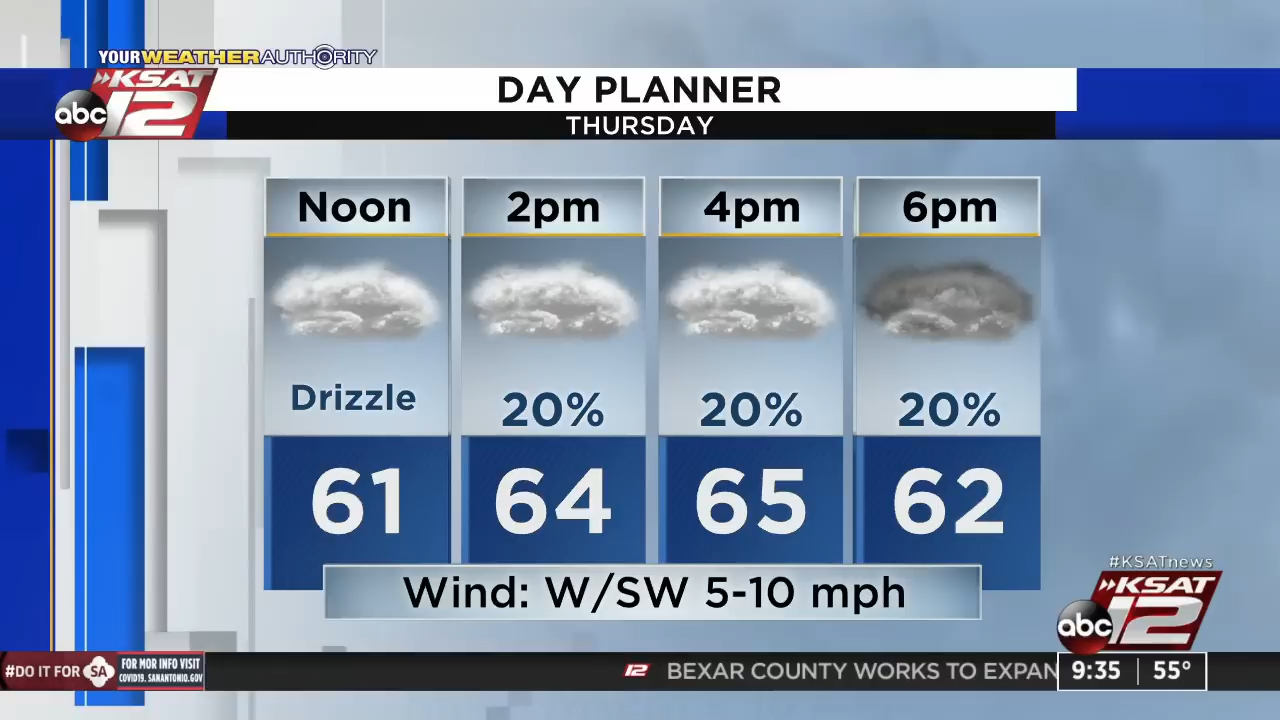 YOURWEATHERAUTHORITY
KSAT
abc 12
DAY PLANNER
THURSDAY
Noon 2pm 4pm 6pm
Drizzle 20% 20% 20%
61 64 65 62
Wind: W/SW 5-10 mph
#KSATnews
KSAT
abc 12
#DO IT FOR SA
FOR MOR INFO VISIT
COVID19.SANANTONIO.GOV
12 BEXAR COUNTY WORKS TO EXPAN
9:35 55°